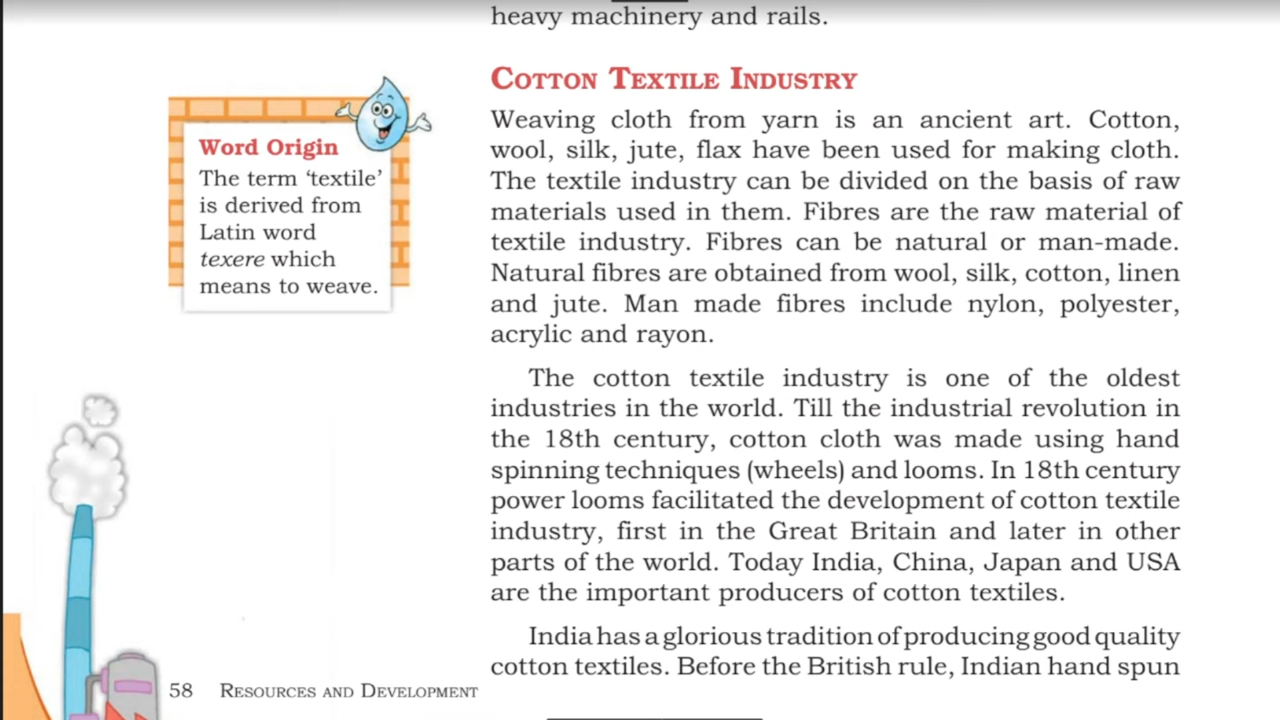 heavy machinery and rails.
COTTON TEXTILE INDUSTRY
Weaving cloth from yarn is an ancient art. Cotton,
wool, silk, jute, flax have been used for making cloth.
The textile industry can be divided on the basis of raw
materials used in them. Fibres are the raw material of
textile industry. Fibres can be natural or man-made.
Natural fibres are obtained from wool, silk, cotton, linen
and jute. Man made fibres include nylon, polyester,
acrylic and rayon.
The cotton textile industry is one of the oldest
industries in the world. Till the industrial revolution in
the 18th century, cotton cloth was made using hand
spinning techniques (wheels) and looms. In 18th century
power looms facilitated the development of cotton textile
industry, first in the Great Britain and later in other
parts of the world. Today India, China, Japan and USA
are the important producers of cotton textiles.
India has a glorious tradition of producing good quality
cotton textiles. Before the British rule, Indian hand spun
Word Origin
The term ‘textile’
is derived from
Latin word
texere which
means to weave.
58 RESOURCES AND DEVELOPMENT